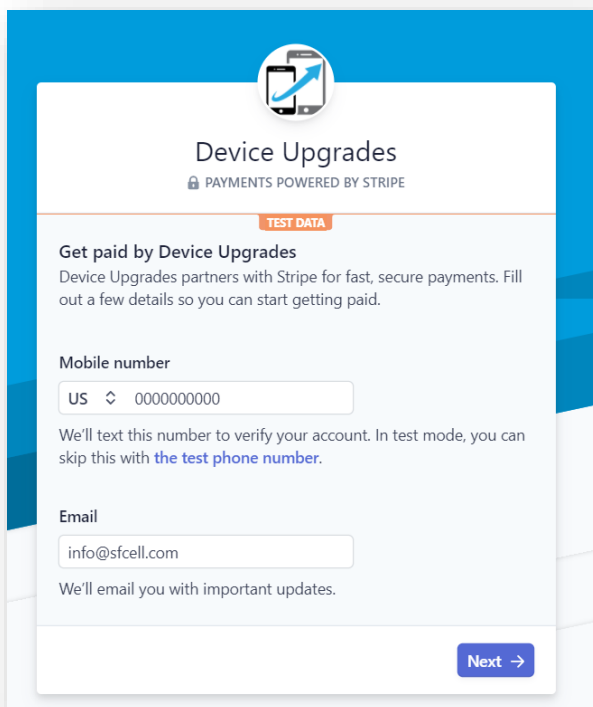 Device Upgrades
PAYMENTS POWERED BY STRIPE
TEST DATA
Get paid by Device Upgrades
Device Upgrades partners with Stripe for fast, secure payments. Fill
out a few details so you can start getting paid.
Mobile number
US 0000000000
We'll text this number to verify your account. In test mode, you can
skip this with the test phone number.
Email
info@sfcell.com
We'll email you with important updates.
Next →